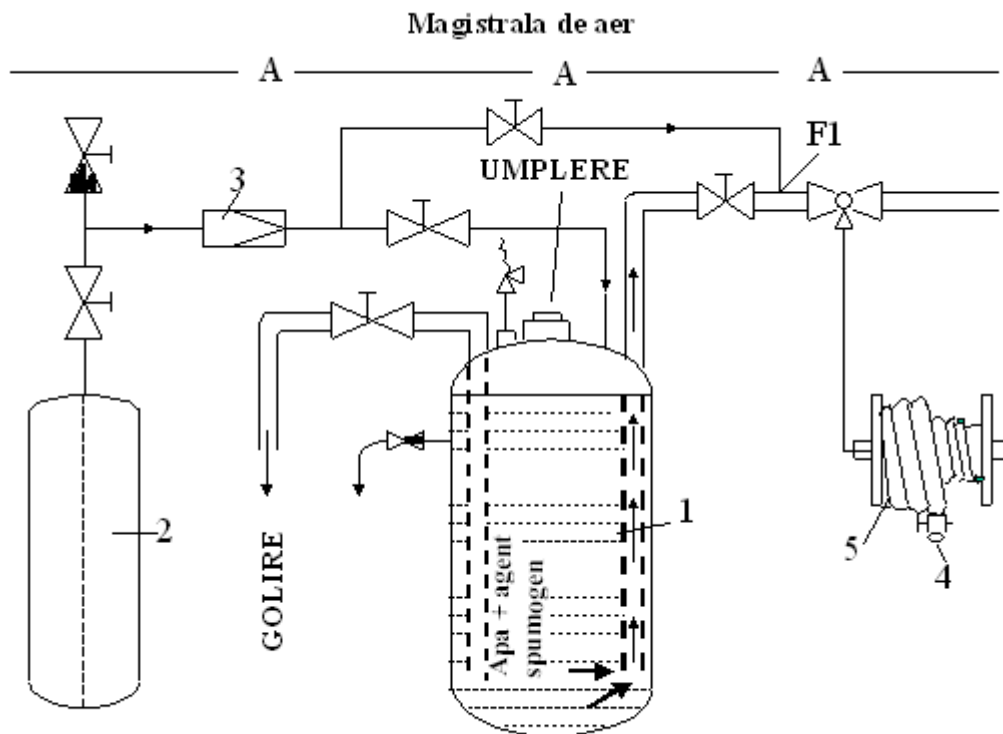 Magistrala de aer
A A A
F1
UMPLERE
3
2
1
5
4
GOLIRE
Apa + agent
spumogen